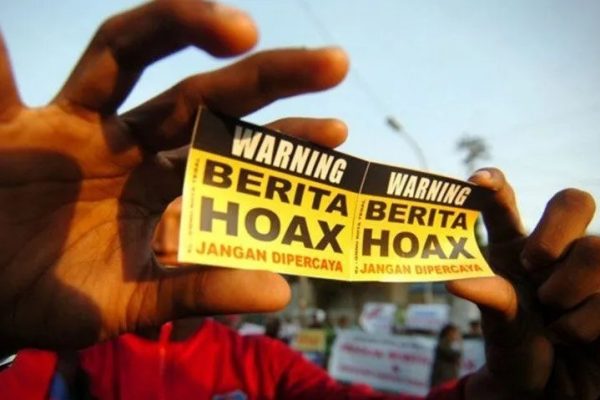 WARNING
BERITA
HOAX
JANGAN DIPERCAYA
WARNING
BERITA
HOAX
JANGAN DIPERCAYA